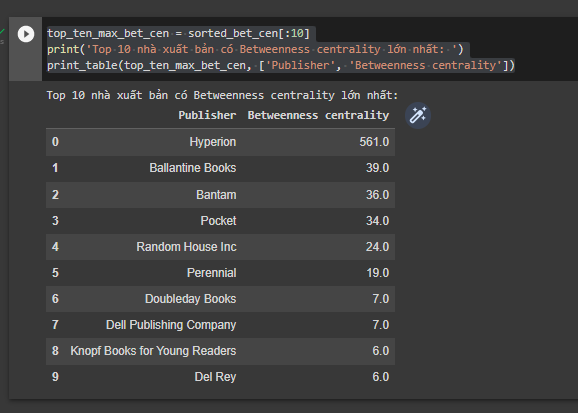 top_ten_max_bet_cen = sorted_bet_cen[:10]
print('Top 10 nhà xuất bản có Betweenness centrality lớn nhất: ')
print_table(top_ten_max_bet_cen, ['Publisher', 'Betweenness centrality'])
Top 10 nhà xuất bản có Betweenness centrality lớn nhất:
Publisher Betweenness centrality
0 Hyperion 561.0
1 Ballantine Books 39.0
2 Bantam 36.0
3 Pocket 34.0
4 Random House Inc 24.0
5 Perennial 19.0
6 Doubleday Books 7.0
7 Dell Publishing Company 7.0
8 Knopf Books for Young Readers 6.0
9 Del Rey 6.0